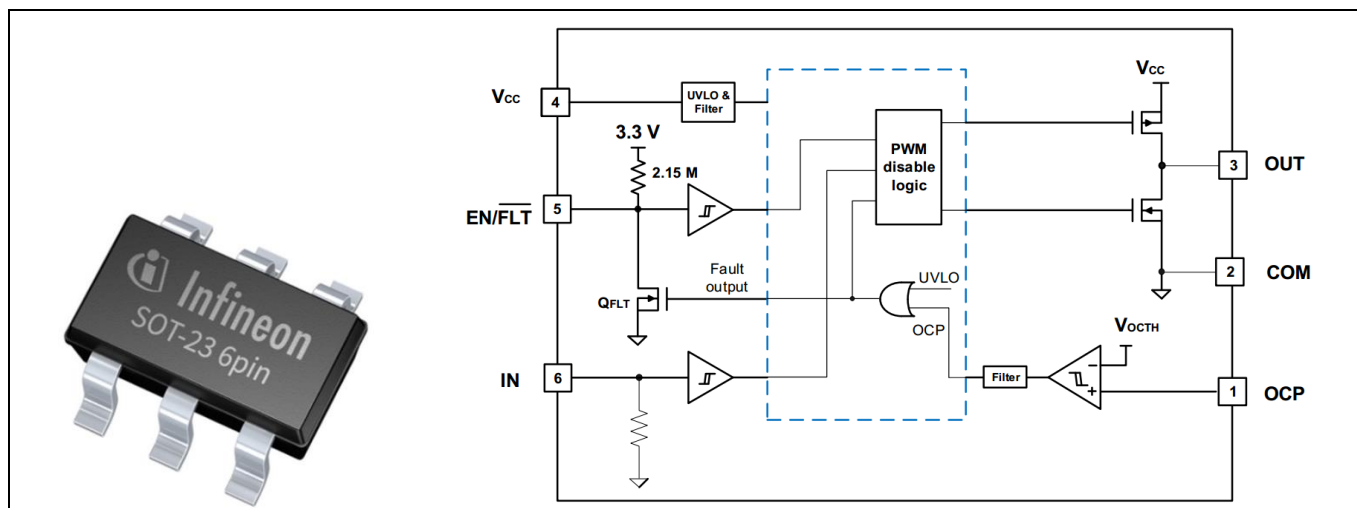 Infineon
SOT-23 6pin
VCC
4
UVLO &
Filter
3.3 V
2.15 M
EN/FLT
5
PWM
disable
logic
VCC
3
OUT
2
COM
Fault
output
QFLT
UVLO
OCP
VOCTH
IN
6
Filter
1
OCP